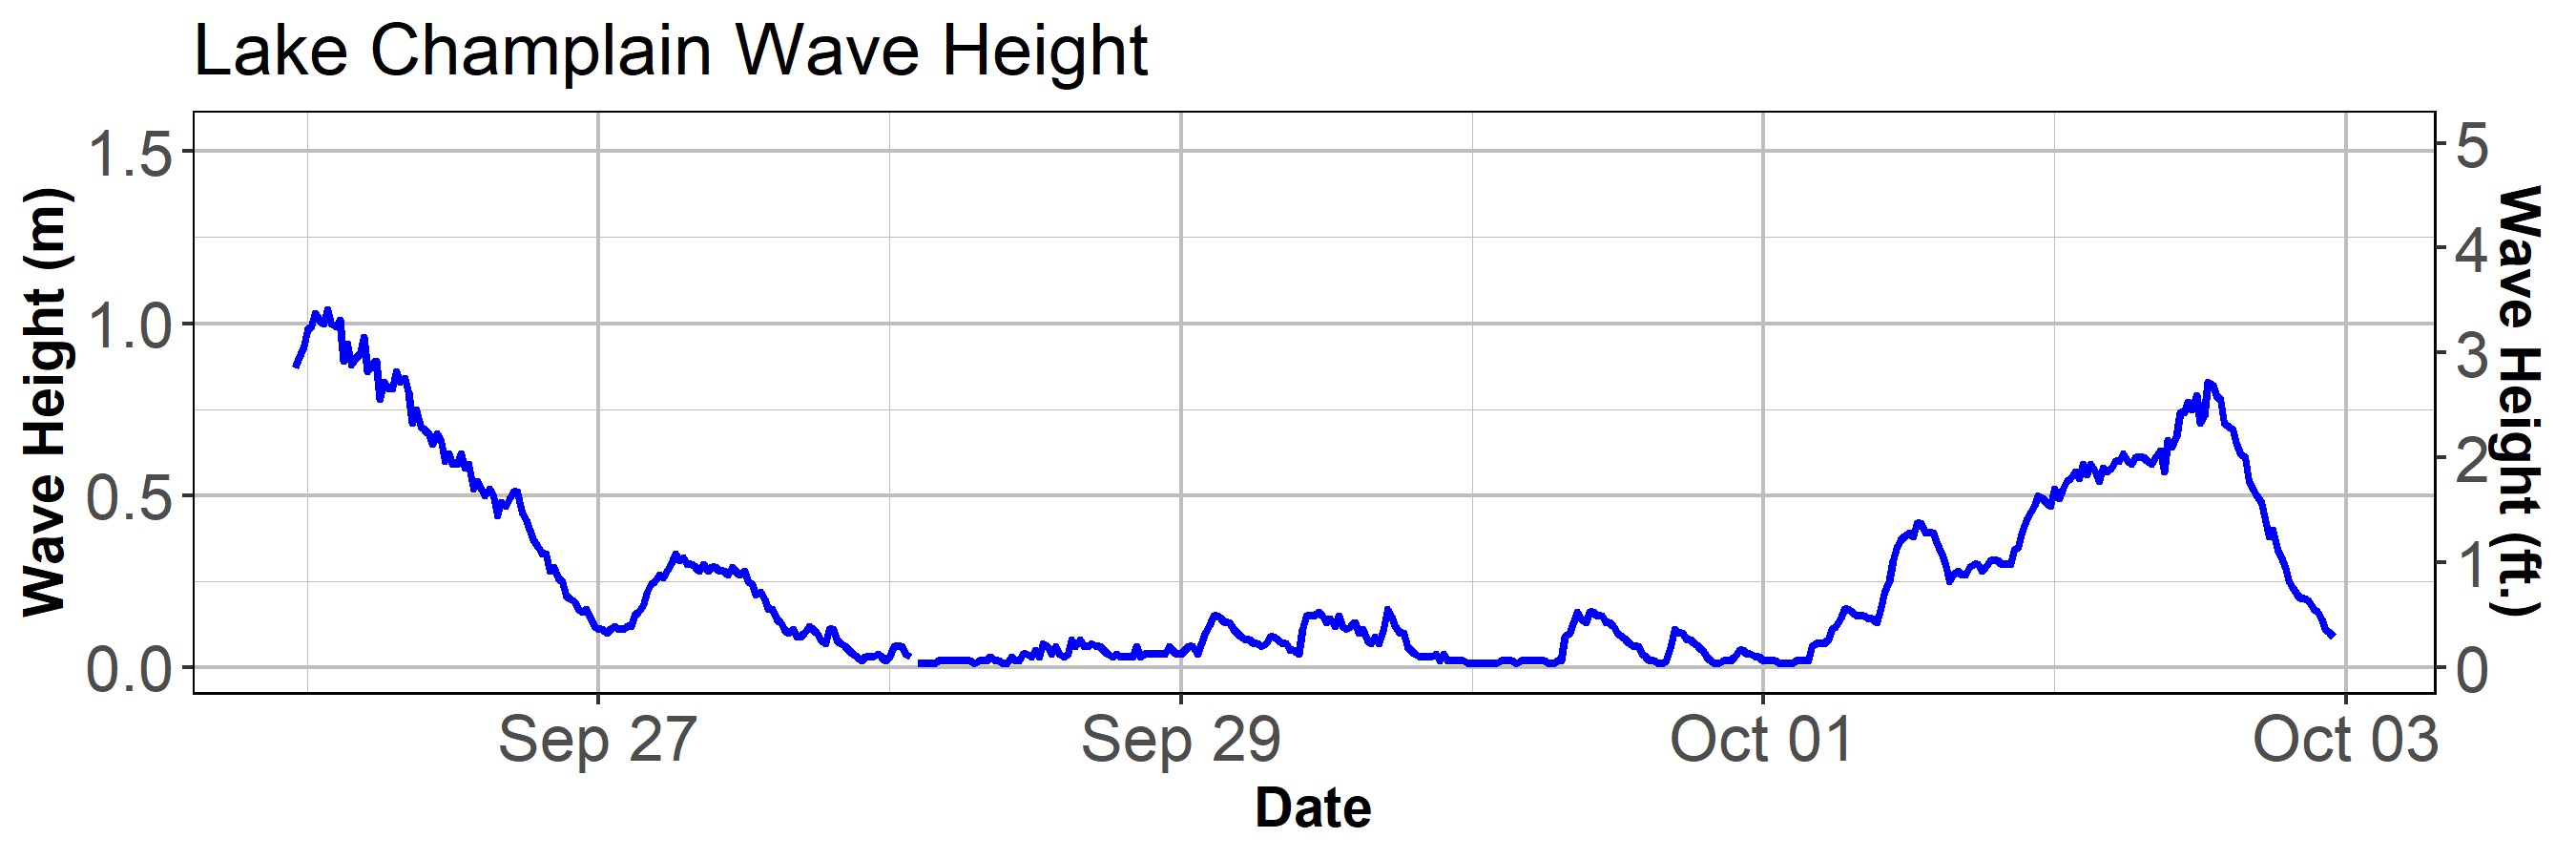 Lake Champlain Wave Height
Wave Height (m)
1.5
1.0
0.5
0.0
5
4
3
2
1
0
Wave Height (ft.)
Sep 27
Sep 29
Oct 01
Oct 03
Date